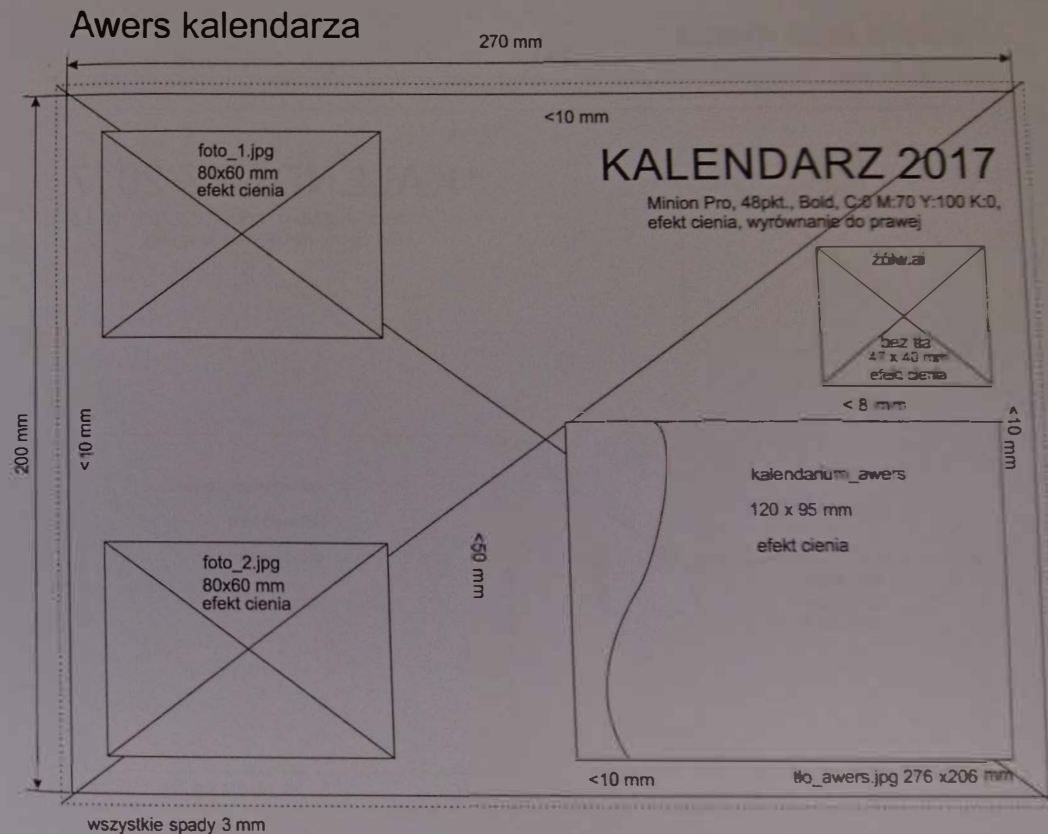 Awers kalendarza
270 mm
<10 mm
foto_1.jpg
80x60 mm
efekt cienia
KALENDARZ 2017
Minion Pro, 48pkt., Bold, C:0 M:70 Y:100 K:0,
efekt cienia, wyrównanie do prawej
żółw.ai
bez tła
47 x 40 mm
efekt cienia
< 8 mm
<10 mm
200 mm
<10 mm
kalendarium_awers
120 x 95 mm
efekt cienia
<50 mm
foto_2.jpg
80x60 mm
efekt cienia
<10 mm
tło_awers.jpg 276 x206 mm
wszystkie spady 3 mm